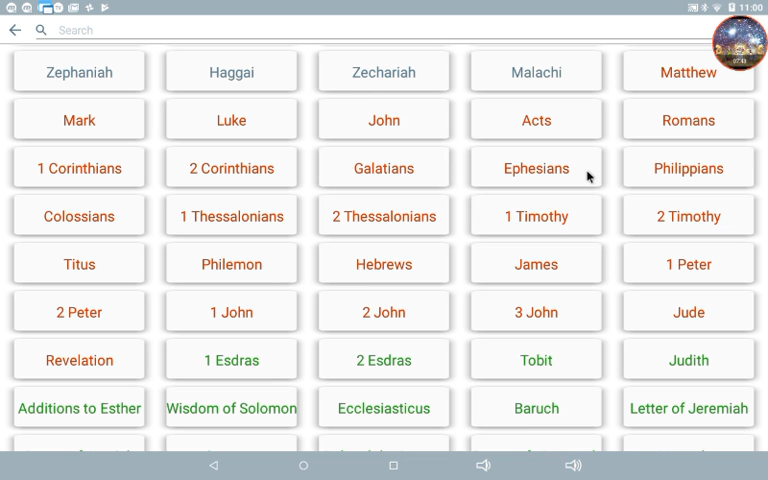 11:00
Search
07:43
Zephaniah Haggai Zechariah Malachi Matthew
Mark Luke John Acts Romans
1 Corinthians 2 Corinthians Galatians Ephesians Philippians
Colossians 1 Thessalonians 2 Thessalonians 1 Timothy 2 Timothy
Titus Philemon Hebrews James 1 Peter
2 Peter 1 John 2 John 3 John Jude
Revelation 1 Esdras 2 Esdras Tobit Judith
Additions to Esther Wisdom of Solomon Ecclesiasticus Baruch Letter of Jeremiah